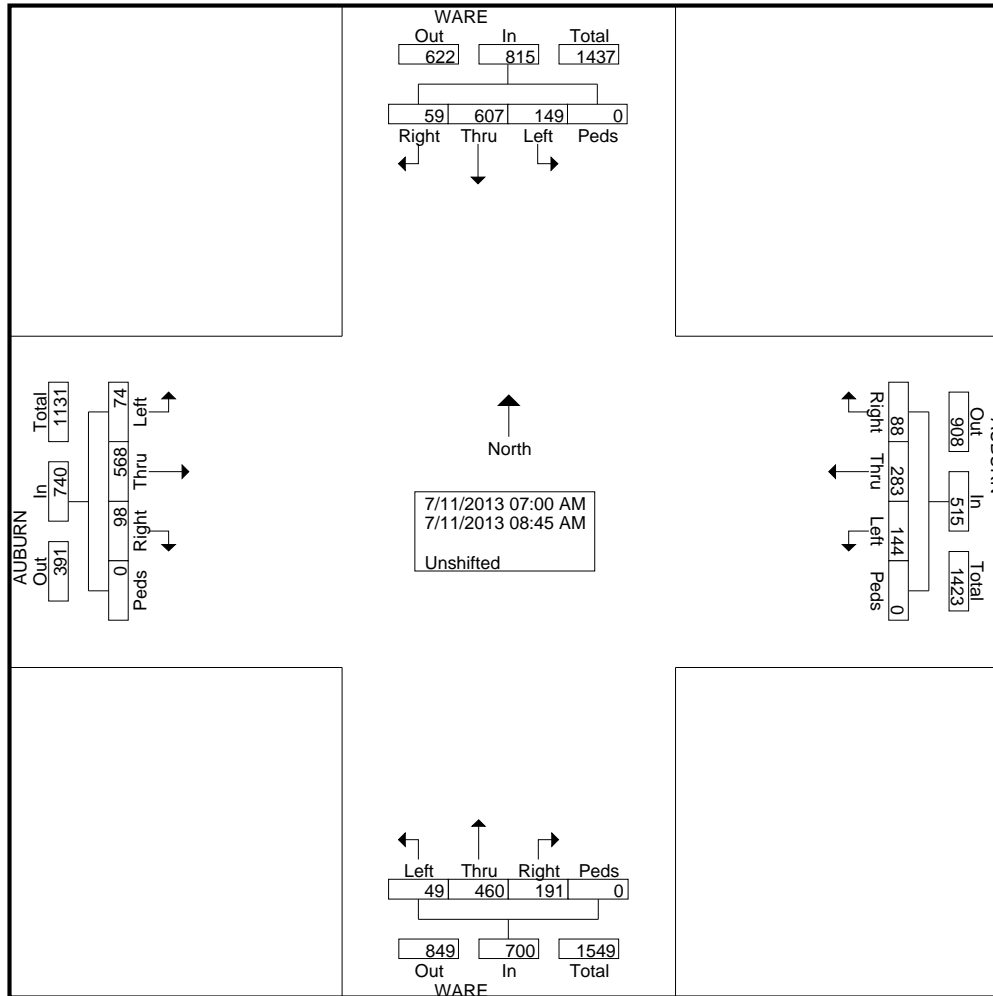 WARE
Out In Total
622 815 1437
59 607 149 0
Right Thru Left Peds
AUBURN
Out In Total
391 740 1131
74 568 98 0
Left Thru Right Peds
North
7/11/2013 07:00 AM
7/11/2013 08:45 AM
Unshifted
AUBURN
Out In Total
908 515 1423
88 283 144 0
Right Thru Left Peds
Left Thru Right Peds
49 460 191 0
849 700 1549
Out In Total
WARE